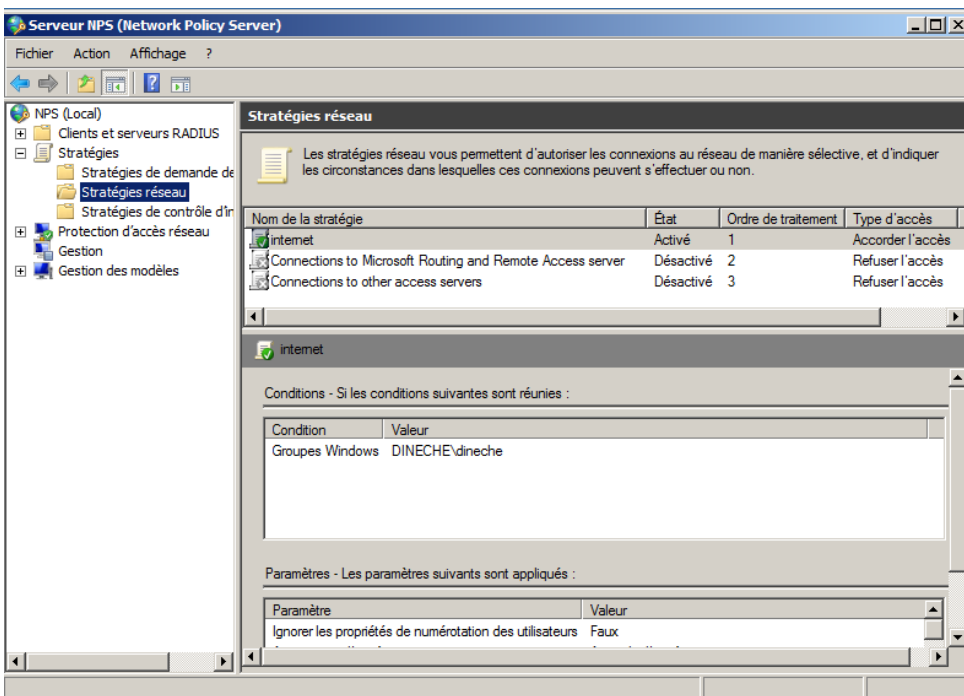 Serveur NPS (Network Policy Server)
Fichier Action Affichage ?
NPS (Local)
Clients et serveurs RADIUS
Stratégies
Stratégies de demande de
Stratégies réseau
Stratégies de contrôle d'in
Protection d'accès réseau
Gestion
Gestion des modèles
Stratégies réseau
Les stratégies réseau vous permettent d'autoriser les connexions au réseau de manière sélective, et d'indiquer
les circonstances dans lesquelles ces connexions peuvent s'effectuer ou non.
Nom de la stratégie État Ordre de traitement Type d'accès
internet Activé 1 Accorder l'accès
Connections to Microsoft Routing and Remote Access server Désactivé 2 Refuser l'accès
Connections to other access servers Désactivé 3 Refuser l'accès
internet
Conditions - Si les conditions suivantes sont réunies :
Condition Valeur
Groupes Windows DINECHE\dineche
Paramètres - Les paramètres suivants sont appliqués :
Paramètre Valeur
Ignorer les propriétés de numérotation des utilisateurs Faux